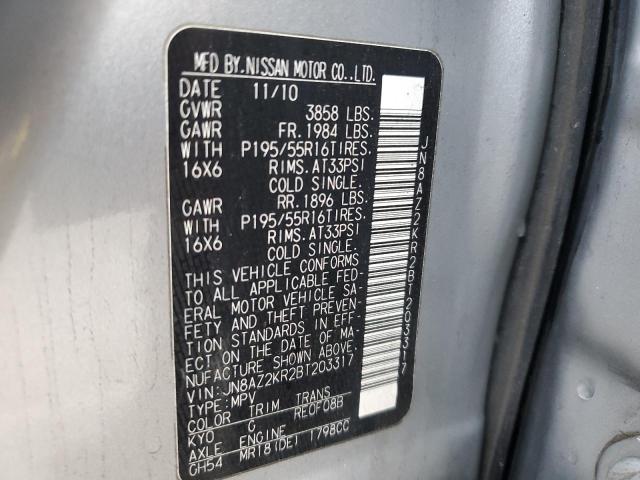 MFD BY.NISSAN MOTOR CO.,LTD.
DATE 11/10
GVWR 3858 LBS.
GAWR FR.1984 LBS.
WITH P195/55R16TIRES.
16X6 RIMS.AT33PSI
COLD SINGLE.
GAWR RR.1896 LBS.
WITH P195/55R16TIRES.
16X6 RIMS.AT33PSI
COLD SINGLE.
THIS VEHICLE CONFORMS
TO ALL APPLICABLE FED-
ERAL MOTOR VEHICLE SA-
FETY AND THEFT PREVEN-
TION STANDARDS IN EFF-
ECT ON THE DATE OF MA-
NUFACTURE SHOWN ABOVE.
VIN:JN8AZ2KR2BT203317
TYPE:MPV
COLOR TRIM TRANS
KYO G RE0F08B
AXLE ENGINE
GH54 MR18(DE) 1798CC
JN8AZ2KR2BT203317